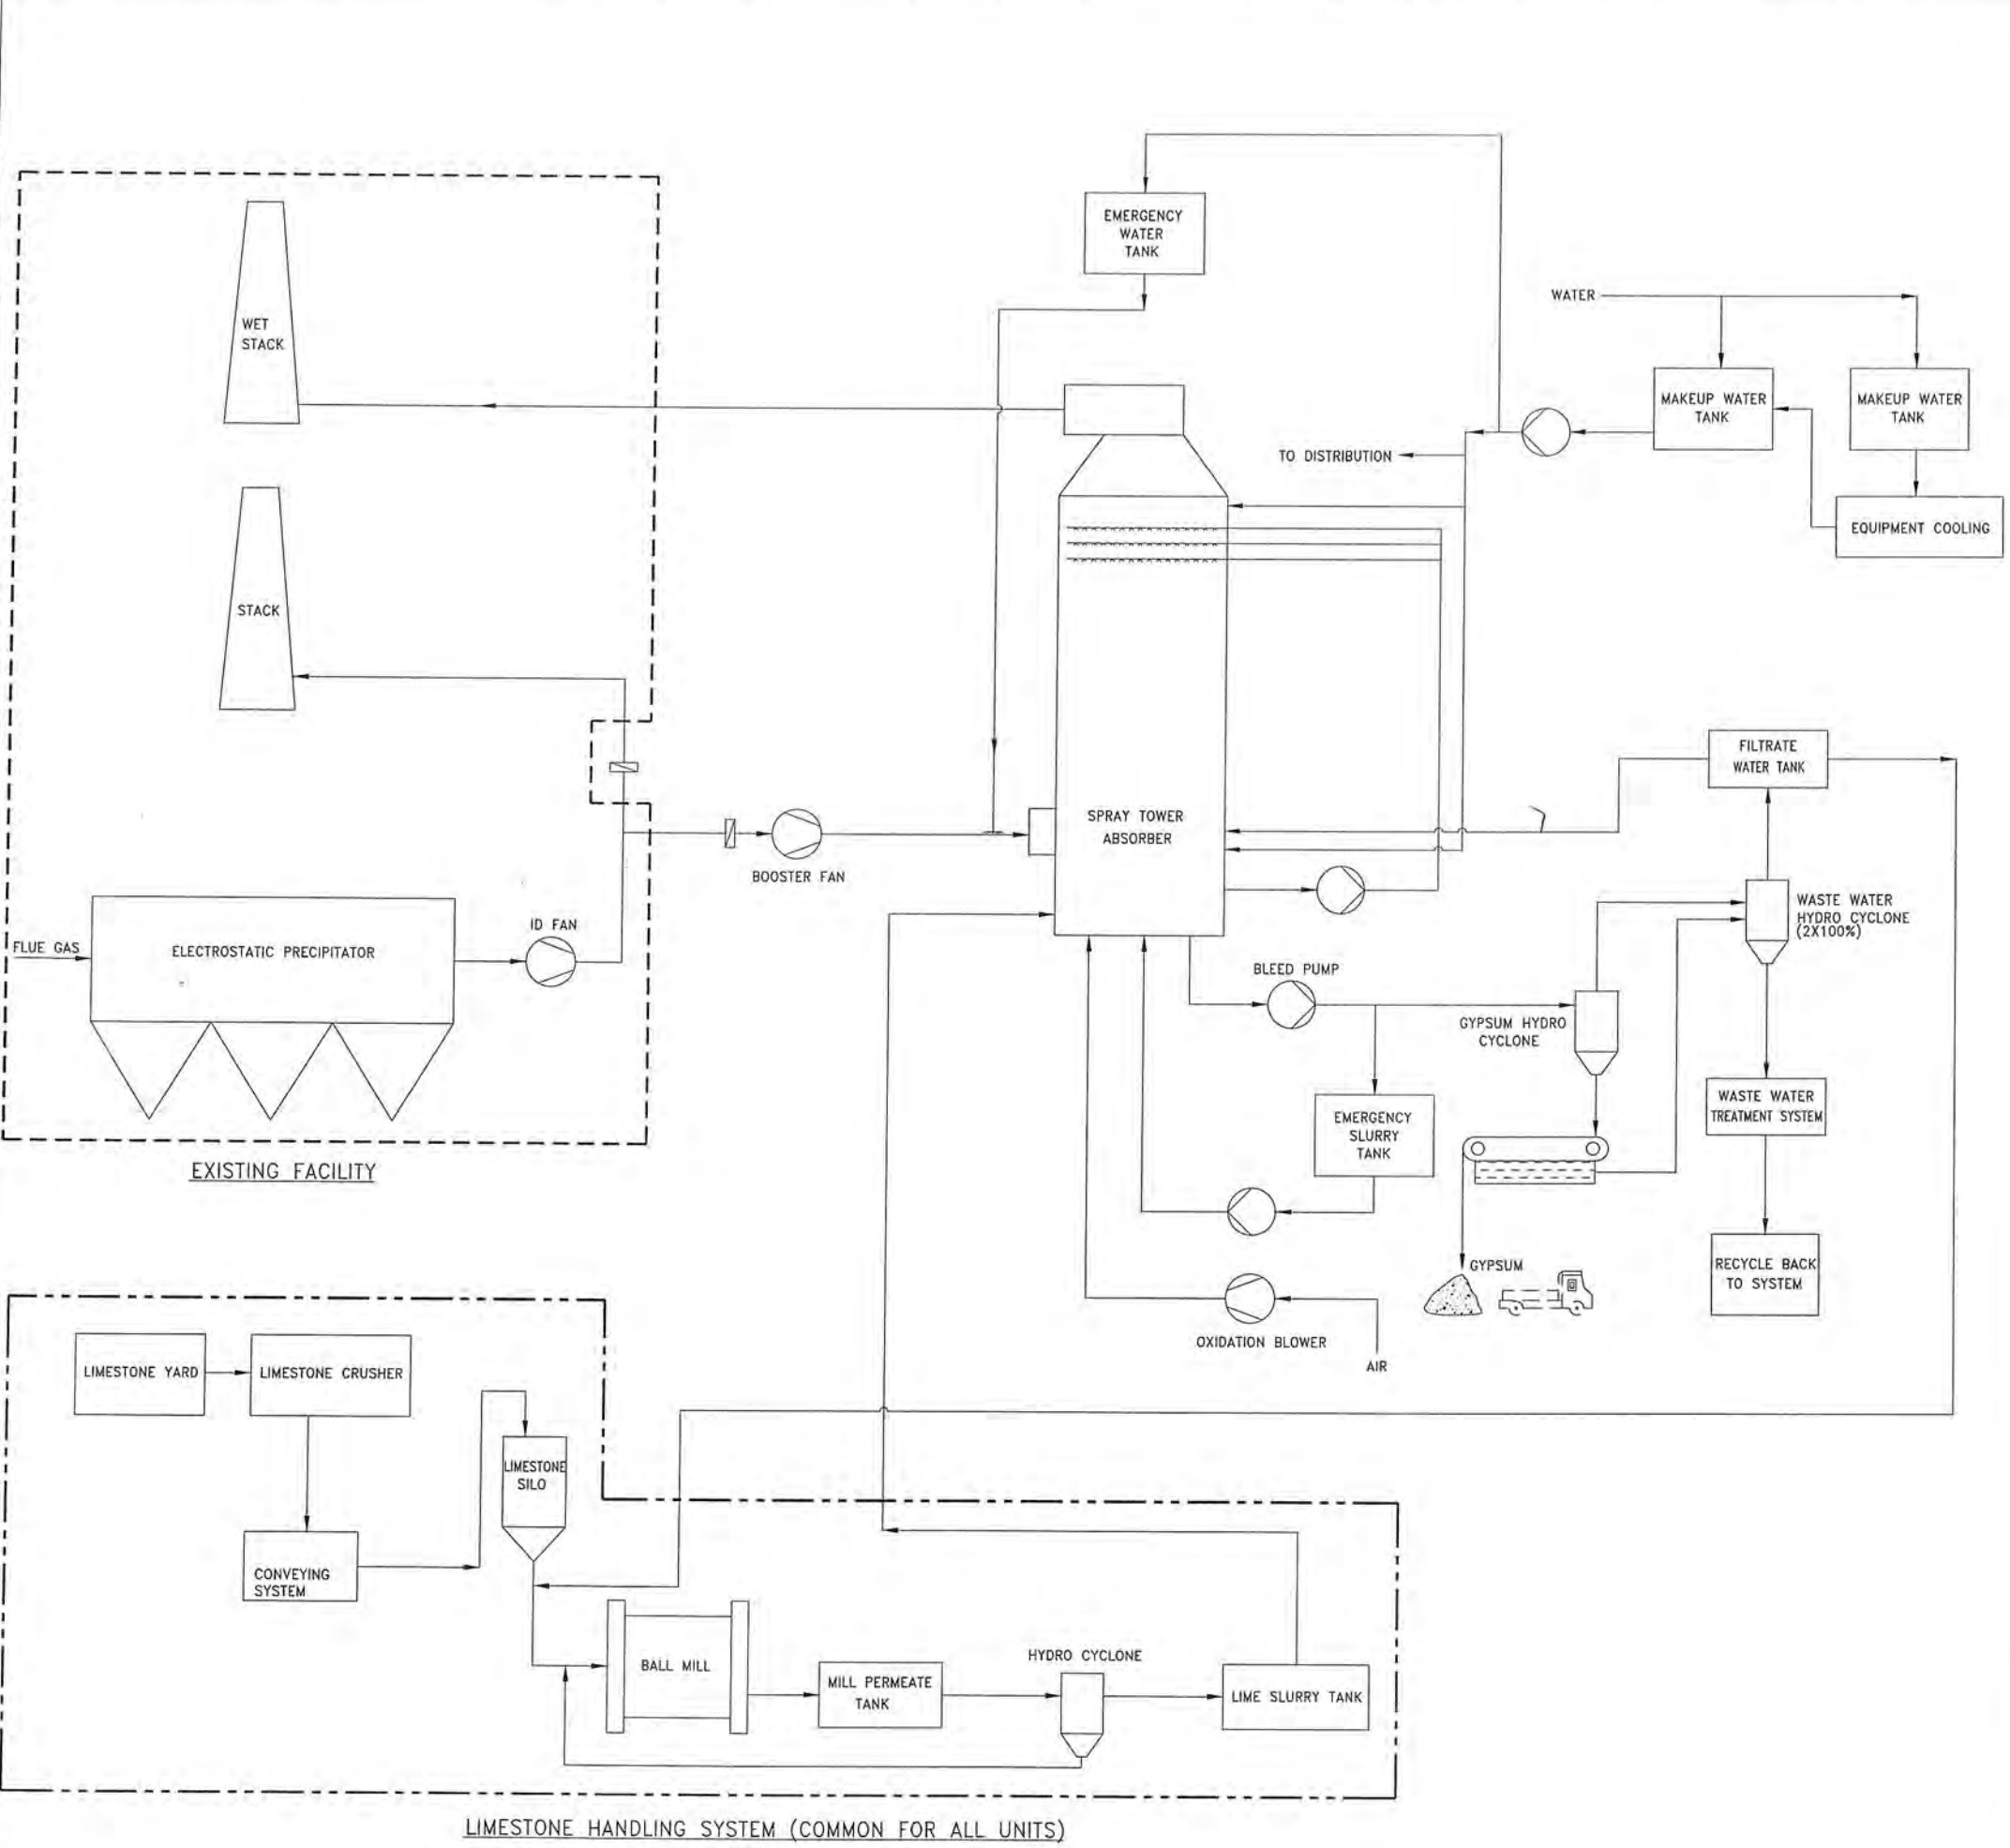 EMERGENCY
WATER
TANK
WET
STACK
WATER
MAKEUP WATER
TANK
MAKEUP WATER
TANK
TO DISTRIBUTION
EQUIPMENT COOLING
STACK
FILTRATE
WATER TANK
SPRAY TOWER
ABSORBER
BOOSTER FAN
WASTE WATER
HYDRO CYCLONE
(2X100%)
ID FAN
FLUE GAS
ELECTROSTATIC PRECIPITATOR
BLEED PUMP
GYPSUM HYDRO
CYCLONE
WASTE WATER
TREATMENT SYSTEM
EMERGENCY
SLURRY
TANK
EXISTING FACILITY
GYPSUM
RECYCLE BACK
TO SYSTEM
OXIDATION BLOWER
AIR
LIMESTONE YARD
LIMESTONE CRUSHER
LIMESTONE
SILO
CONVEYING
SYSTEM
BALL MILL
MILL PERMEATE
TANK
HYDRO CYCLONE
LIME SLURRY TANK
LIMESTONE HANDLING SYSTEM (COMMON FOR ALL UNITS)